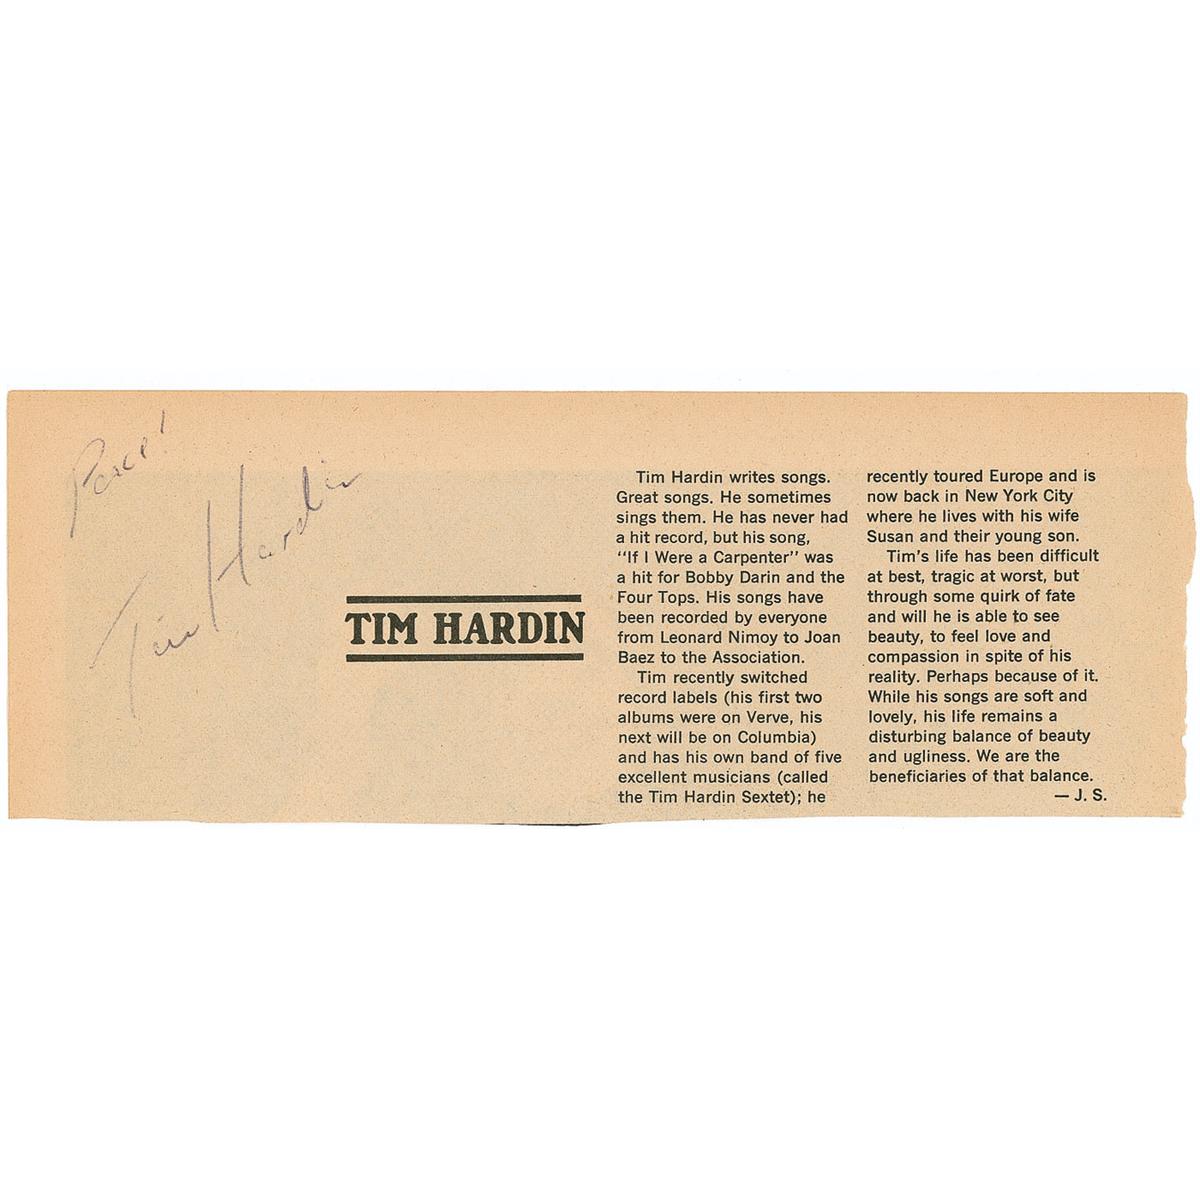 Peace!
Tim Hardin
TIM HARDIN
Tim Hardin writes songs.
Great songs. He sometimes
sings them. He has never had
a hit record, but his song,
“If I Were a Carpenter” was
a hit for Bobby Darin and the
Four Tops. His songs have
been recorded by everyone
from Leonard Nimoy to Joan
Baez to the Association.
Tim recently switched
record labels (his first two
albums were on Verve, his
next will be on Columbia)
and has his own band of five
excellent musicians (called
the Tim Hardin Sextet); he
recently toured Europe and is
now back in New York City
where he lives with his wife
Susan and their young son.
Tim’s life has been difficult
at best, tragic at worst, but
through some quirk of fate
and will he is able to see
beauty, to feel love and
compassion in spite of his
reality. Perhaps because of it.
While his songs are soft and
lovely, his life remains a
disturbing balance of beauty
and ugliness. We are the
beneficiaries of that balance.
— J. S.